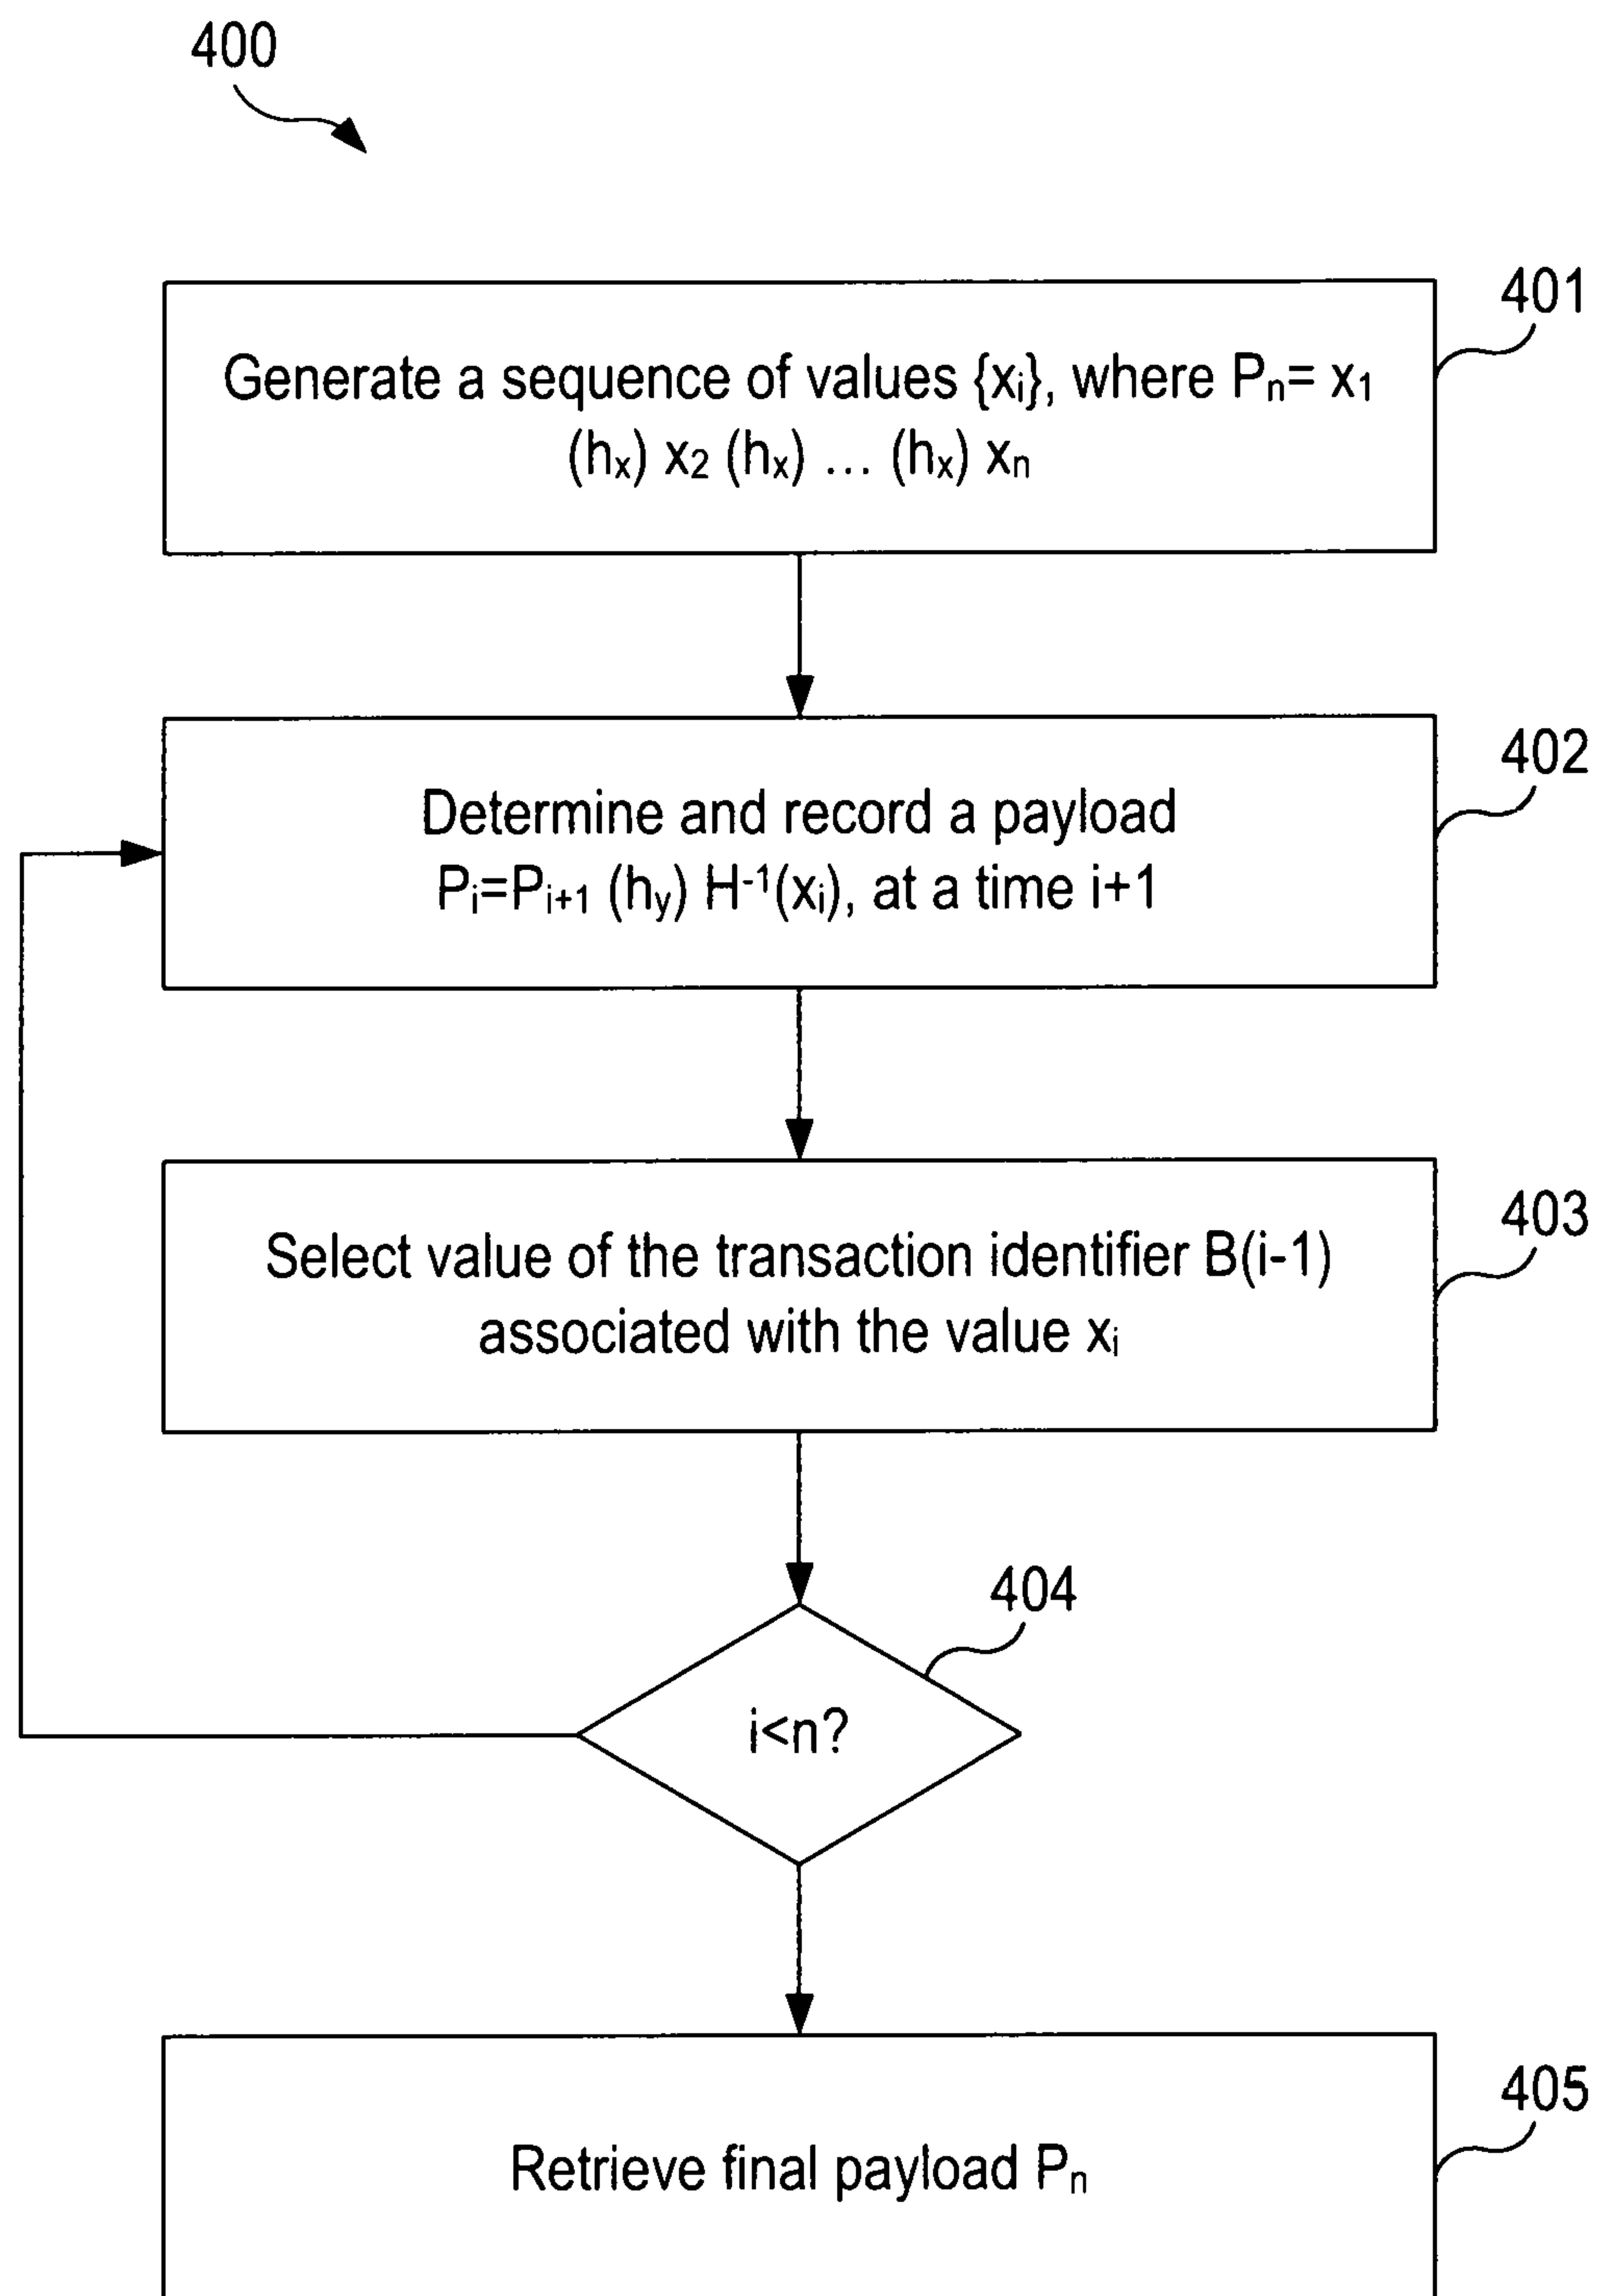 400
401
Generate a sequence of values {xᵢ}, where Pₙ= x₁
(hₓ) x₂ (hₓ) ... (hₓ) xₙ
402
Determine and record a payload
Pᵢ=Pᵢ₊₁ (hᵧ) H⁻¹(xᵢ), at a time i+1
403
Select value of the transaction identifier B(i-1)
associated with the value xᵢ
404
i<n?
405
Retrieve final payload Pₙ